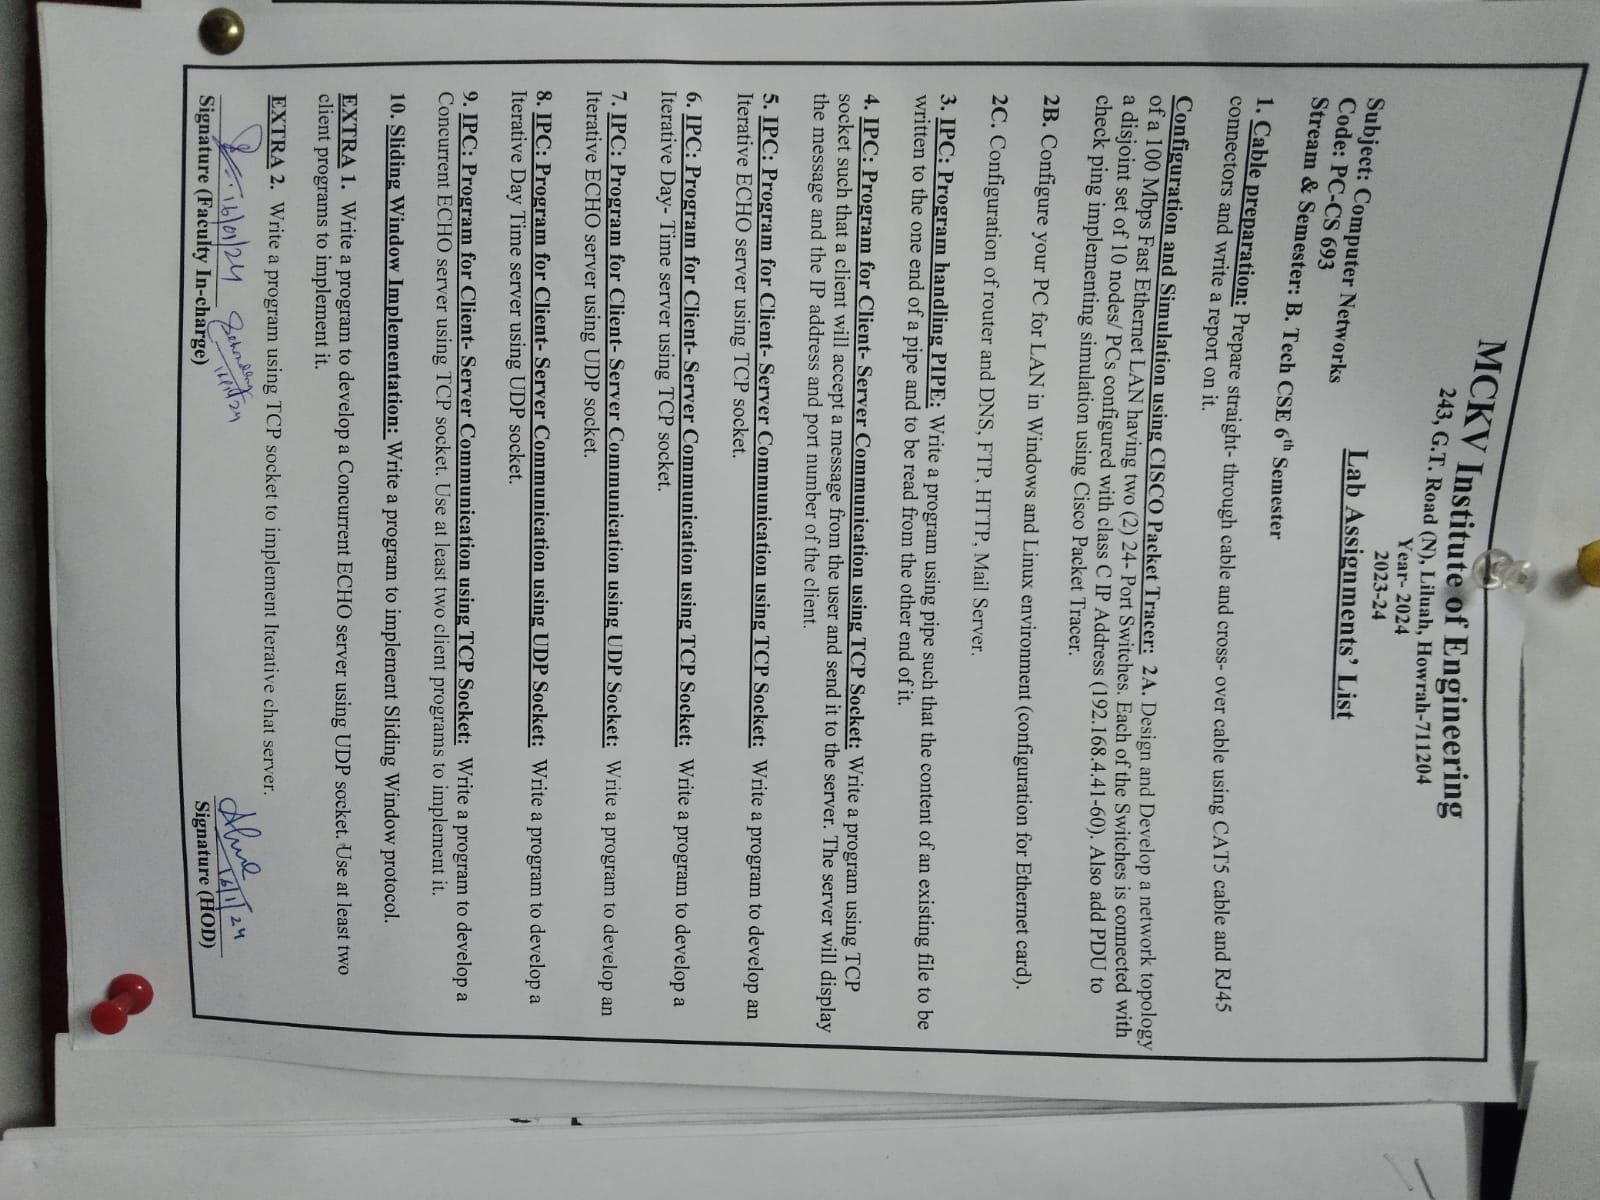 MCKV Institute of Engineering
243, G.T. Road (N), Liluah, Howrah-711204
Year- 2024
2023-24
Lab Assignments' List
Subject: Computer Networks
Code: PC-CS 693
Stream & Semester: B. Tech CSE 6th Semester
1. Cable preparation: Prepare straight- through cable and cross- over cable using CAT5 cable and RJ45
connectors and write a report on it.
Configuration and Simulation using CISCO Packet Tracer: 2A. Design and Develop a network topology
of a 100 Mbps Fast Ethernet LAN having two (2) 24- Port Switches. Each of the Switches is connected with
a disjoint set of 10 nodes/ PCs configured with class C IP Address (192.168.4.41-60). Also add PDU to
check ping implementing simulation using Cisco Packet Tracer.
2B. Configure your PC for LAN in Windows and Linux environment (configuration for Ethernet card).
2C. Configuration of router and DNS, FTP, HTTP, Mail Server.
3. IPC: Program handling PIPE: Write a program using pipe such that the content of an existing file to be
written to the one end of a pipe and to be read from the other end of it.
4. IPC: Program for Client- Server Communication using TCP Socket: Write a program using TCP
socket such that a client will accept a message from the user and send it to the server. The server will display
the message and the IP address and port number of the client.
5. IPC: Program for Client- Server Communication using TCP Socket: Write a program to develop an
Iterative ECHO server using TCP socket.
6. IPC: Program for Client- Server Communication using TCP Socket: Write a program to develop a
Iterative Day- Time server using TCP socket.
7. IPC: Program for Client- Server Communication using UDP Socket: Write a program to develop an
Iterative ECHO server using UDP socket.
8. IPC: Program for Client- Server Communication using UDP Socket: Write a program to develop a
Iterative Day Time server using UDP socket.
9. IPC: Program for Client- Server Communication using TCP Socket: Write a program to develop a
Concurrent ECHO server using TCP socket. Use at least two client programs to implement it.
10. Sliding Window Implementation: Write a program to implement Sliding Window protocol.
EXTRA 1. Write a program to develop a Concurrent ECHO server using UDP socket. Use at least two
client programs to implement it.
EXTRA 2. Write a program using TCP socket to implement Iterative chat server.
16/01/24
16/1/24
Signature (Faculty In-charge)
Signature (HOD)